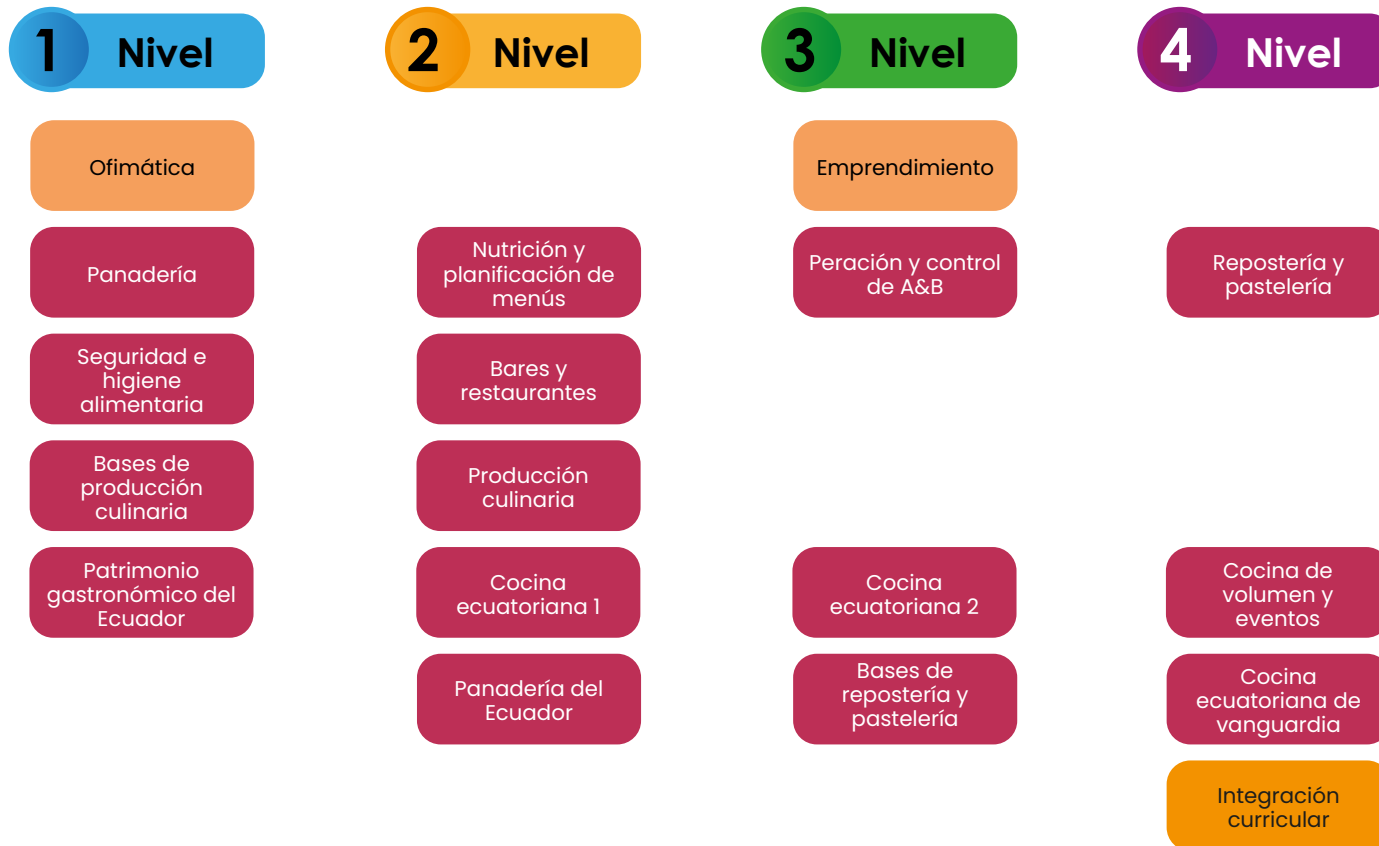 1 Nivel
Ofimática
Panadería
Seguridad e
higiene
alimentaria
Bases de
producción
culinaria
Patrimonio
gastronómico del
Ecuador
2 Nivel
Nutrición y
planificación de
menús
Bares y
restaurantes
Producción
culinaria
Cocina
ecuatoriana 1
Panadería del
Ecuador
3 Nivel
Emprendimiento
Peración y control
de A&B
Cocina
ecuatoriana 2
Bases de
repostería y
pastelería
4 Nivel
Repostería y
pastelería
Cocina de
volumen y
eventos
Cocina
ecuatoriana de
vanguardia
Integración
curricular